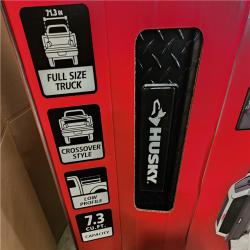 71.3 IN
FULL SIZE
TRUCK
CROSSOVER
STYLE
LOW
PROFILE
7.3
CU. FT.
CAPACITY
HUSKY